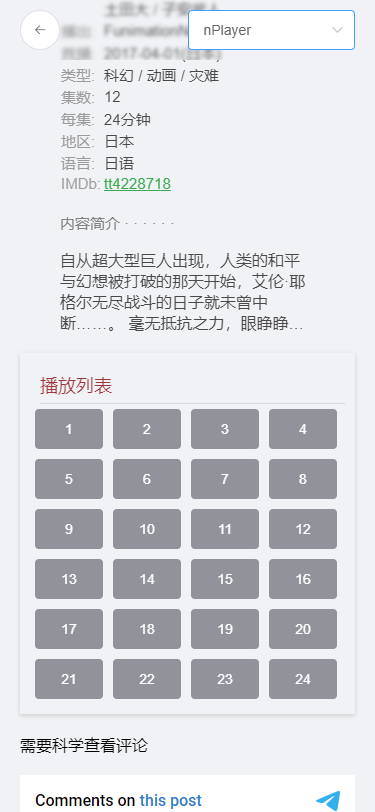 土田大 / 子安武人
nPlayer
2017-04-01(日本)
类型: 科幻 / 动画 / 灾难
集数: 12
每集: 24分钟
地区: 日本
语言: 日语
IMDb: tt4228718
内容简介 · · · · · ·
自从超大型巨人出现，人类的和平
与幻想被打破的那天开始，艾伦·耶
格尔无尽战斗的日子就未曾中
断……。 毫无抵抗之力，眼睁睁…
播放列表
1 2 3 4
5 6 7 8
9 10 11 12
13 14 15 16
17 18 19 20
21 22 23 24
需要科学查看评论
Comments on this post